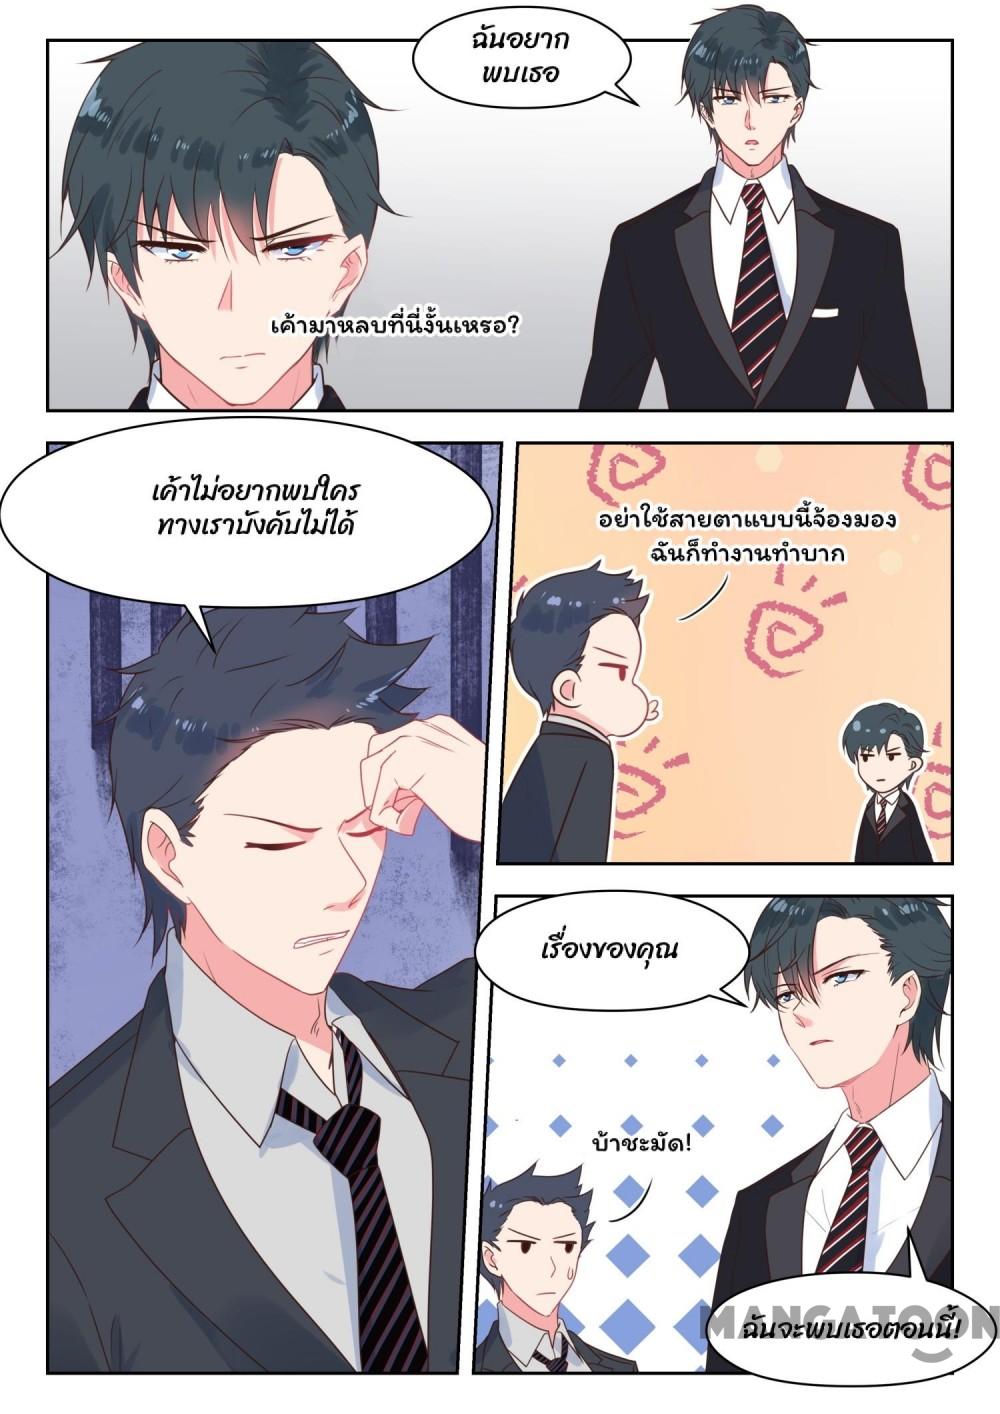 ฉันอยาก
พบเธอ
เค้ามาหลบที่นี่งั้นเหรอ?
เค้าไม่อยากพบใคร
ทางเราบังคับไม่ได้
อย่าใช้สายตาแบบนี้จ้องมอง
ฉันก็ทำงานทำบาก
เรื่องของคุณ
บ้าชะมัด!
MANGATOON
ฉันจะพบเธอตอนนี้!